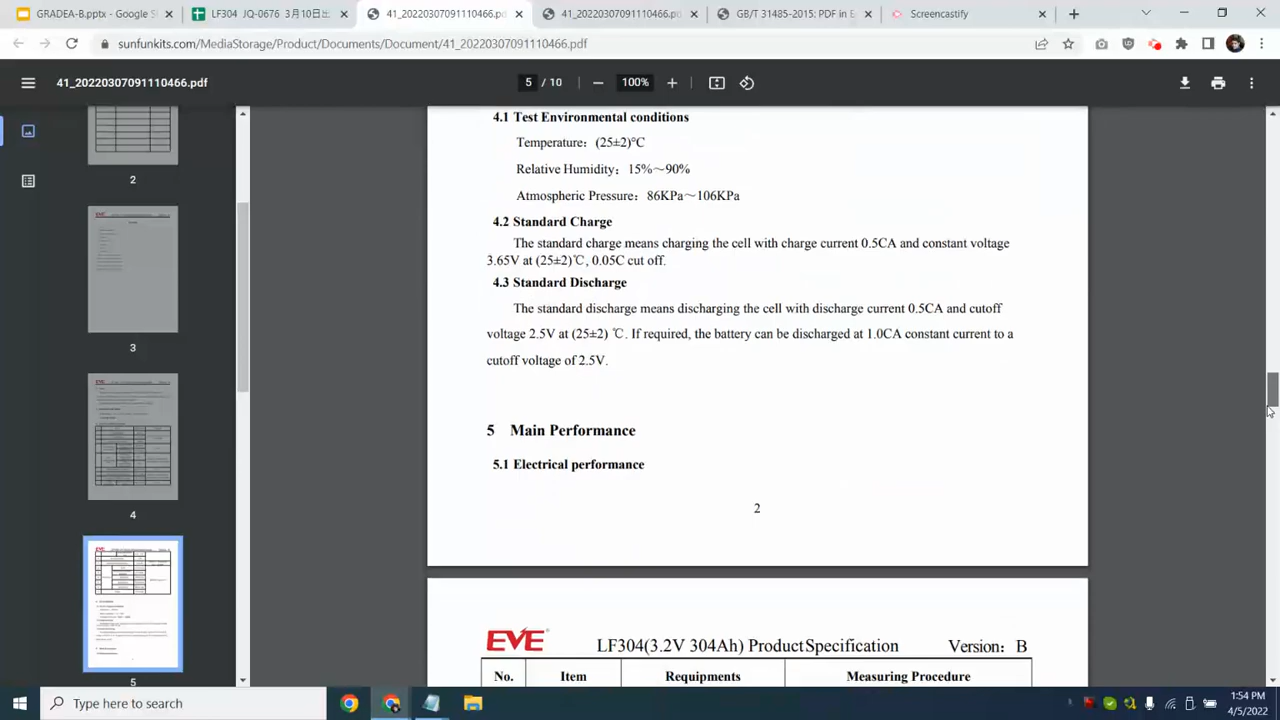 GRADEA-B.pptx - Google S
LF304 JQ-0676 3月10日出
41_20220307091110466.pdf
41_20220307091110466.pdf
GB/T 31485-2015: PDF in E
Screencastify
sunfunkits.com/MediaStorage/Product/Documents/Document/41_20220307091110466.pdf
41_20220307091110466.pdf
5 / 10
100%
2
3
4
5
4.1 Test Environmental conditions
Temperature：(25±2)°C
Relative Humidity：15%～90%
Atmospheric Pressure：86KPa～106KPa
4.2 Standard Charge
The standard charge means charging the cell with charge current 0.5CA and constant voltage
3.65V at (25±2)℃, 0.05C cut off.
4.3 Standard Discharge
The standard discharge means discharging the cell with discharge current 0.5CA and cutoff
voltage 2.5V at (25±2) ℃. If required, the battery can be discharged at 1.0CA constant current to a
cutoff voltage of 2.5V.
5 Main Performance
5.1 Electrical performance
2
EVE
LF304(3.2V 304Ah) Product Specification
Version：B
No. Item Requipments Measuring Procedure
Type here to search
1:54 PM
4/5/2022